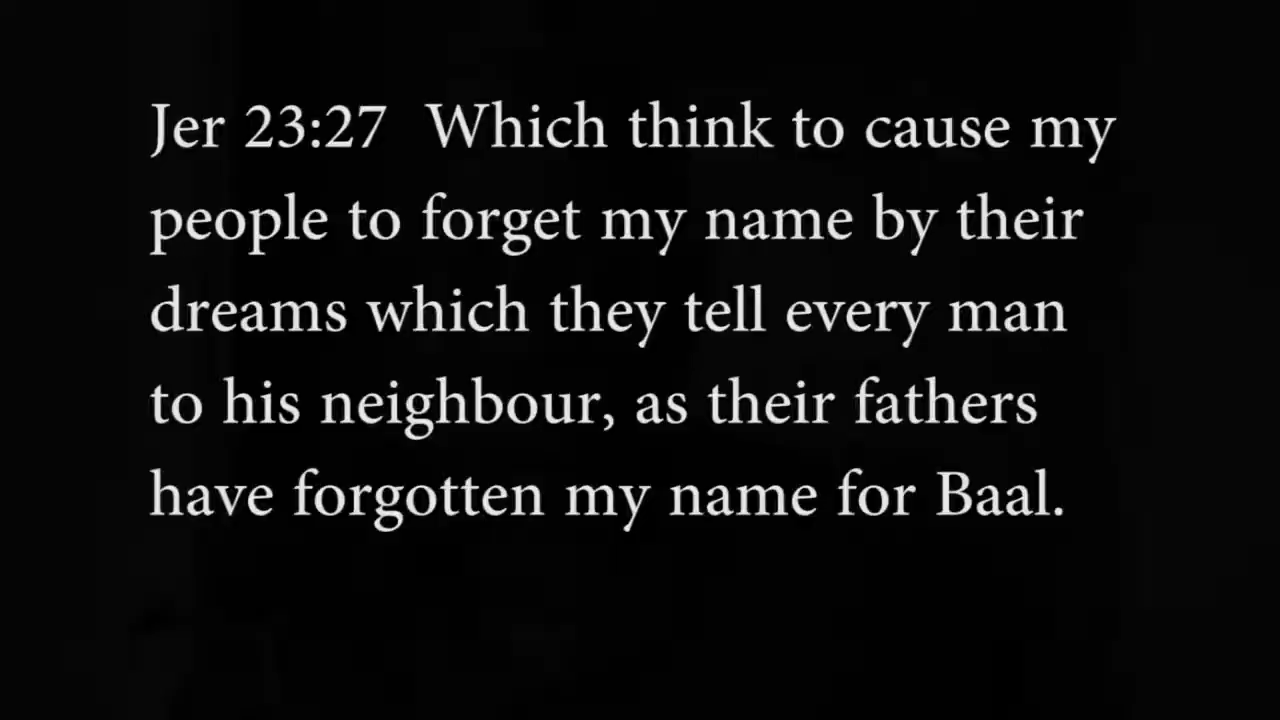 Jer 23:27  Which think to cause my
people to forget my name by their
dreams which they tell every man
to his neighbour, as their fathers
have forgotten my name for Baal.